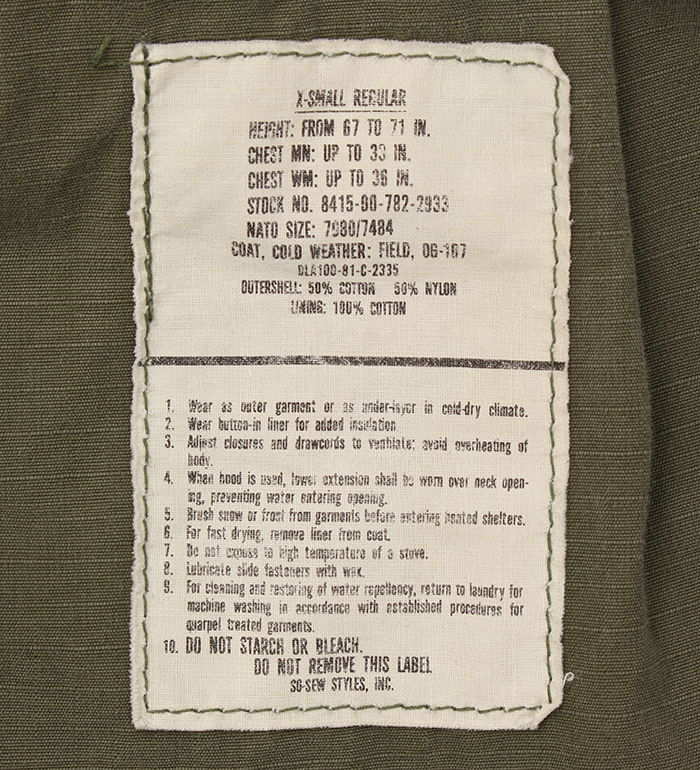 X-SMALL REGULAR
HEIGHT: FROM 67 TO 71 IN.
CHEST MN: UP TO 33 IN.
CHEST WM: UP TO 36 IN.
STOCK NO. 8415-00-782-2933
NATO SIZE: 7080/7484
COAT, COLD WEATHER: FIELD, OG-107
DLA100-81-C-2335
OUTERSHELL: 50% COTTON 50% NYLON
LINING: 100% COTTON
1. Wear as outer garment or as under-layer in cold-dry climate.
2. Wear button-in liner for added insulation
3. Adjust closures and drawcords to ventilate; avoid overheating of
body.
4. When hood is used, lower extension shall be worn over neck open-
ing, preventing water entering opening.
5. Brush snow or frost from garments before entering heated shelters.
6. For fast drying, remove liner from coat.
7. Do not expose to high temperature of a stove.
8. Lubricate slide fasteners with wax.
9. For cleaning and restoring of water repellency, return to laundry for
machine washing in accordance with established procedures for
quarpel treated garments.
10. DO NOT STARCH OR BLEACH.
DO NOT REMOVE THIS LABEL
SO-SEW STYLES, INC.